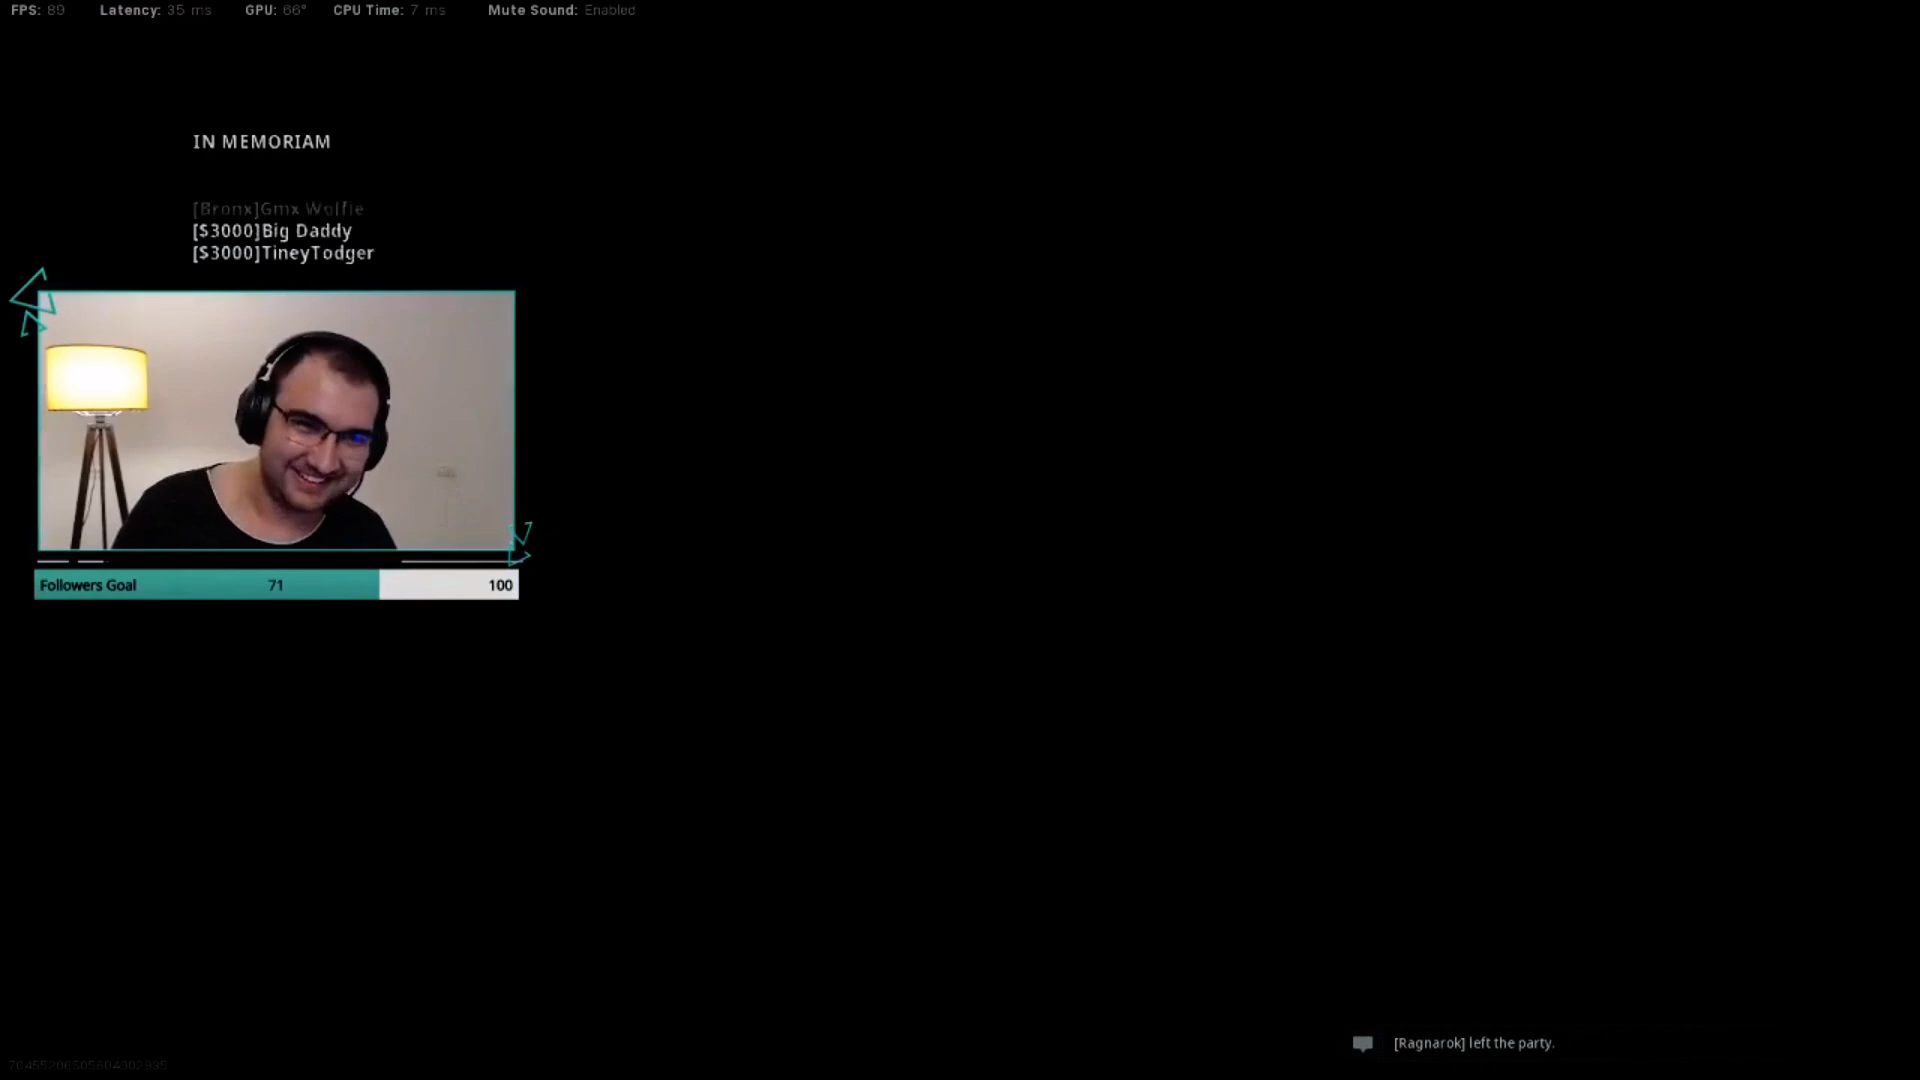 FPS: 89 Latency: 35 ms GPU: 66° CPU Time: 7 ms Mute Sound: Enabled
IN MEMORIAM
[Bronx]Gmx Wolfie
[$3000]Big Daddy
[$3000]TineyTodger
Followers Goal 71 100
[Ragnarok] left the party.